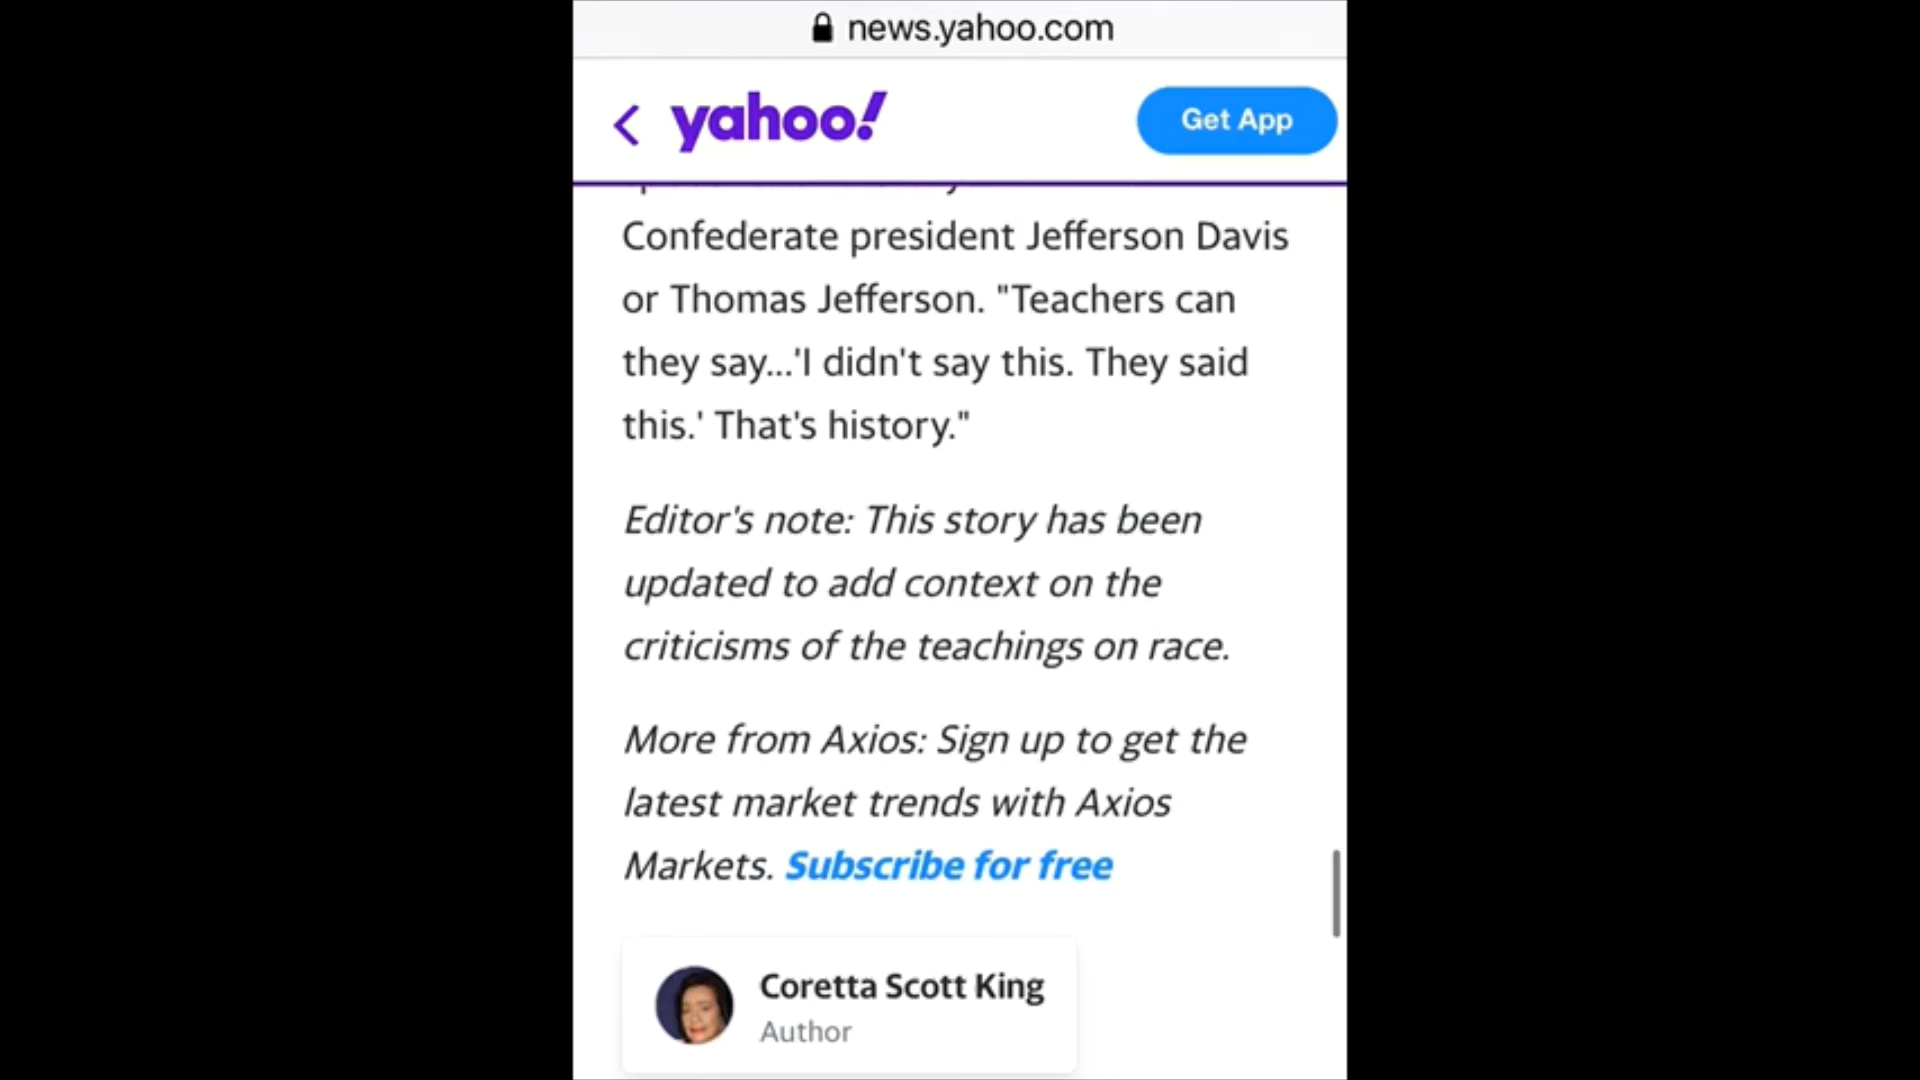 news.yahoo.com
yahoo!
Get App
Confederate president Jefferson Davis
or Thomas Jefferson. "Teachers can
they say...'I didn't say this. They said
this.' That's history."
Editor's note: This story has been
updated to add context on the
criticisms of the teachings on race.
More from Axios: Sign up to get the
latest market trends with Axios
Markets. Subscribe for free
Coretta Scott King
Author